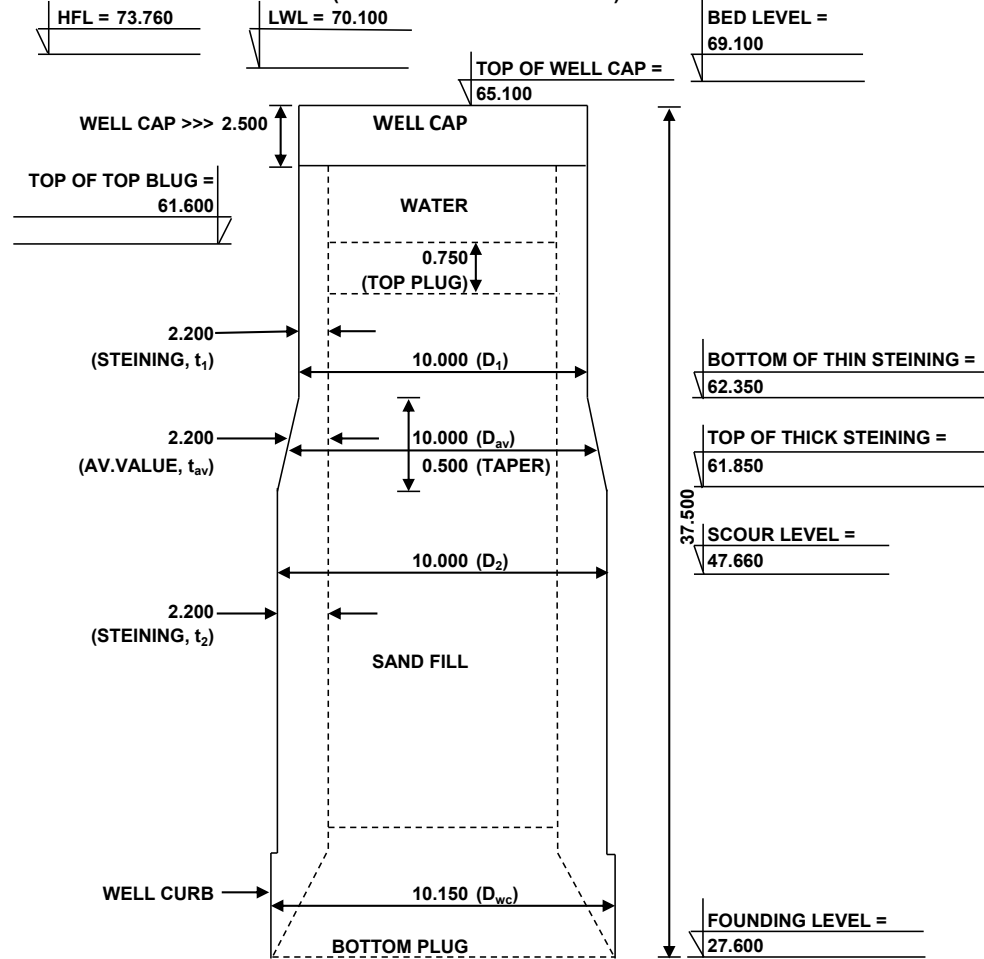 HFL = 73.760
LWL = 70.100
BED LEVEL =
69.100
TOP OF WELL CAP =
65.100
WELL CAP >>> 2.500
WELL CAP
TOP OF TOP BLUG =
61.600
WATER
0.750
(TOP PLUG)
2.200
(STEINING, t₁)
10.000 (D₁)
BOTTOM OF THIN STEINING =
62.350
2.200
(AV.VALUE, tₐᵥ)
10.000 (Dₐᵥ)
0.500 (TAPER)
TOP OF THICK STEINING =
61.850
37.500
SCOUR LEVEL =
47.660
10.000 (D₂)
2.200
(STEINING, t₂)
SAND FILL
WELL CURB
10.150 (D_wc)
FOUNDING LEVEL =
27.600
BOTTOM PLUG